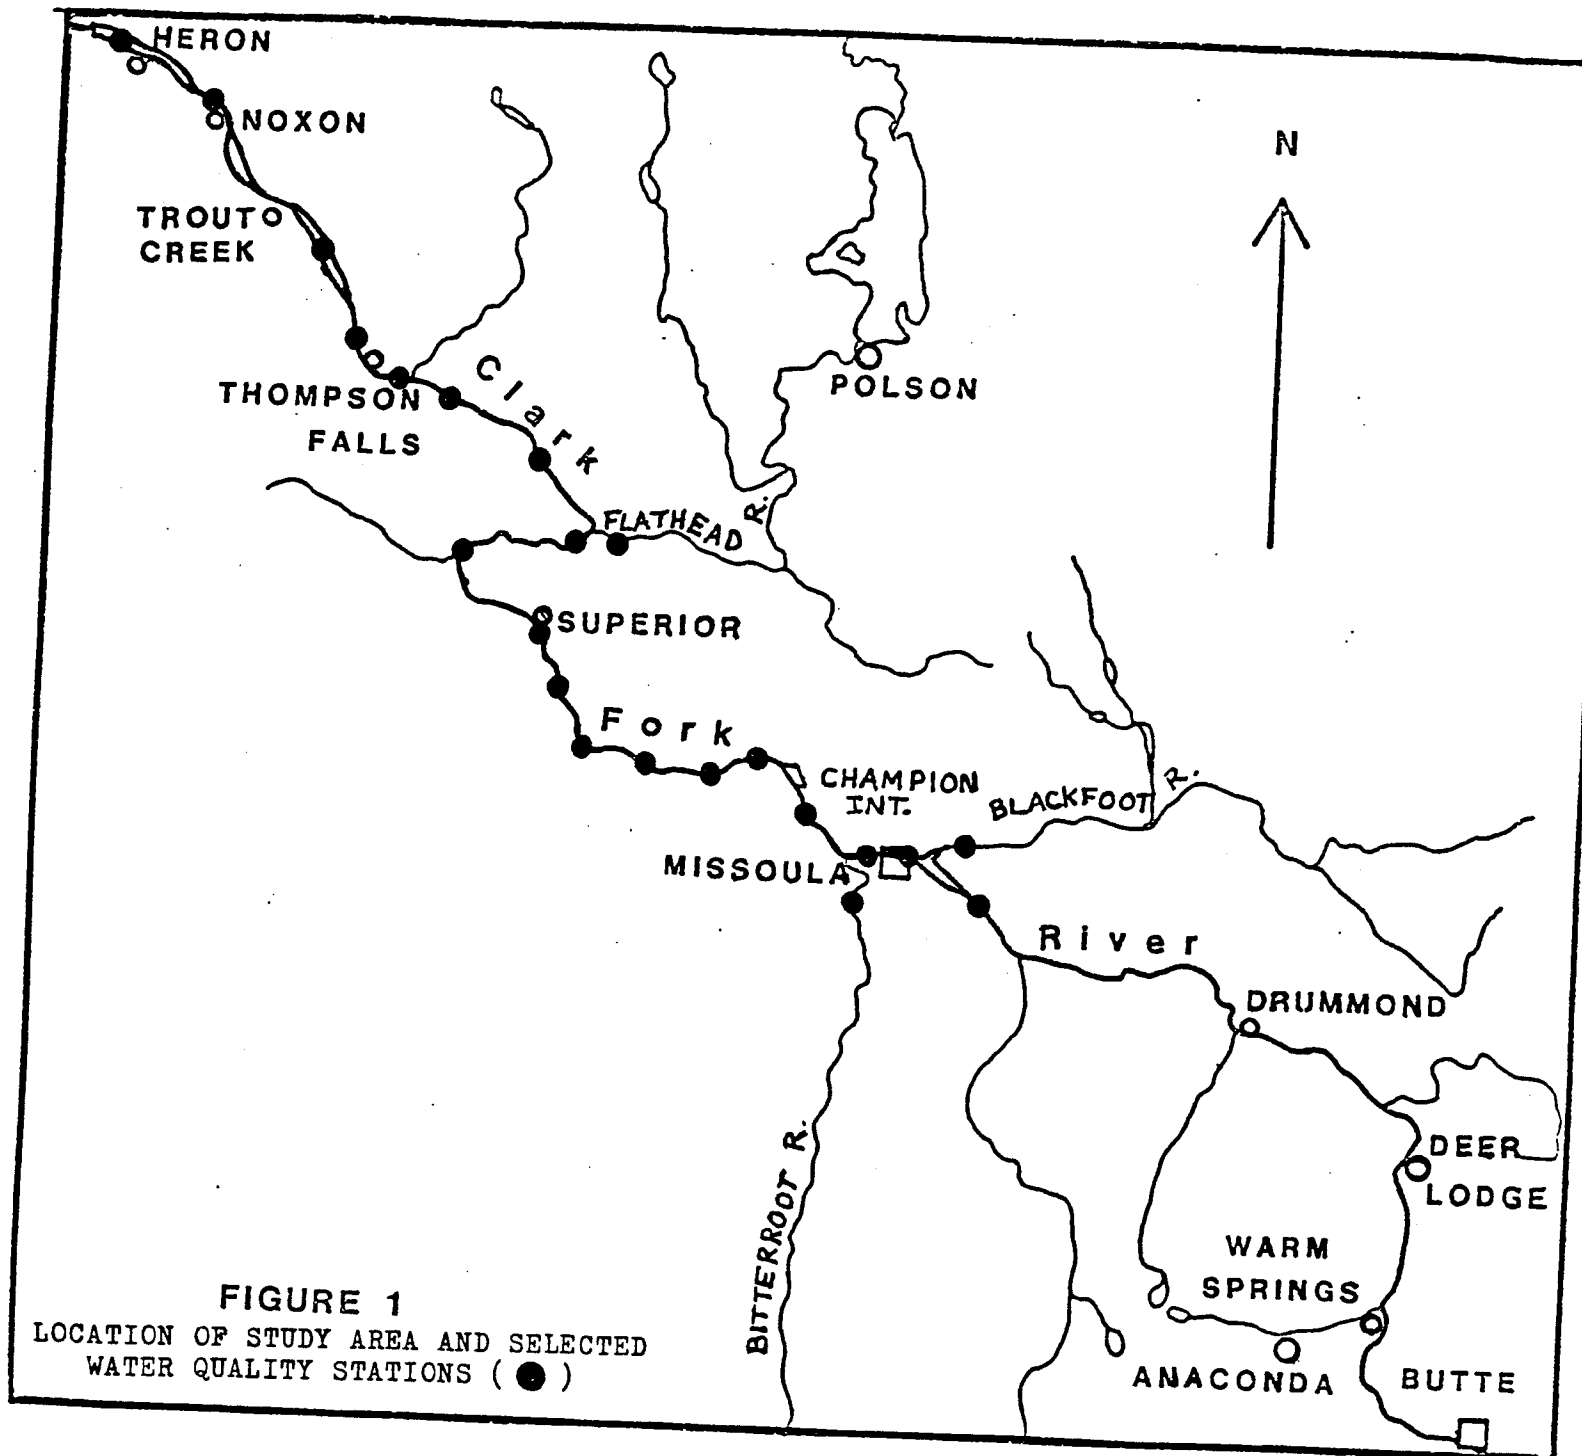 HERON
NOXON
N
TROUT
CREEK
Clark
THOMPSON
FALLS
POLSON
FLATHEAD R.
SUPERIOR
Fork
CHAMPION
INT.
BLACKFOOT R.
MISSOULA
River
DRUMMOND
DEER
LODGE
BITTERROOT R.
WARM
SPRINGS
ANACONDA
BUTTE
FIGURE 1
LOCATION OF STUDY AREA AND SELECTED
WATER QUALITY STATIONS ( ● )